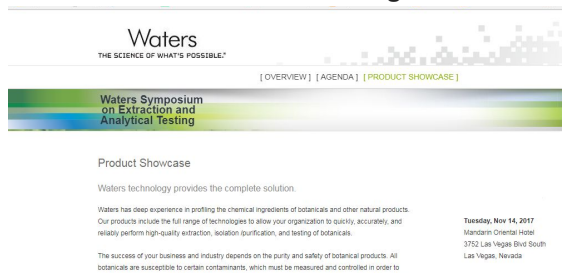 Waters
THE SCIENCE OF WHAT'S POSSIBLE.®
[ OVERVIEW ] [ AGENDA ] [ PRODUCT SHOWCASE ]
Waters Symposium
on Extraction and
Analytical Testing
Product Showcase
Waters technology provides the complete solution.
Waters has deep experience in profiling the chemical ingredients of botanicals and other natural products.
Our products include the full range of technologies to allow your organization to quickly, accurately, and
reliably perform high-quality extraction, isolation /purification, and testing of botanicals.
The success of your business and industry depends on the purity and safety of botanical products. All
botanicals are susceptible to certain contaminants, which must be measured and controlled in order to
Tuesday, Nov 14, 2017
Mandarin Oriental Hotel
3752 Las Vegas Blvd South
Las Vegas, Nevada